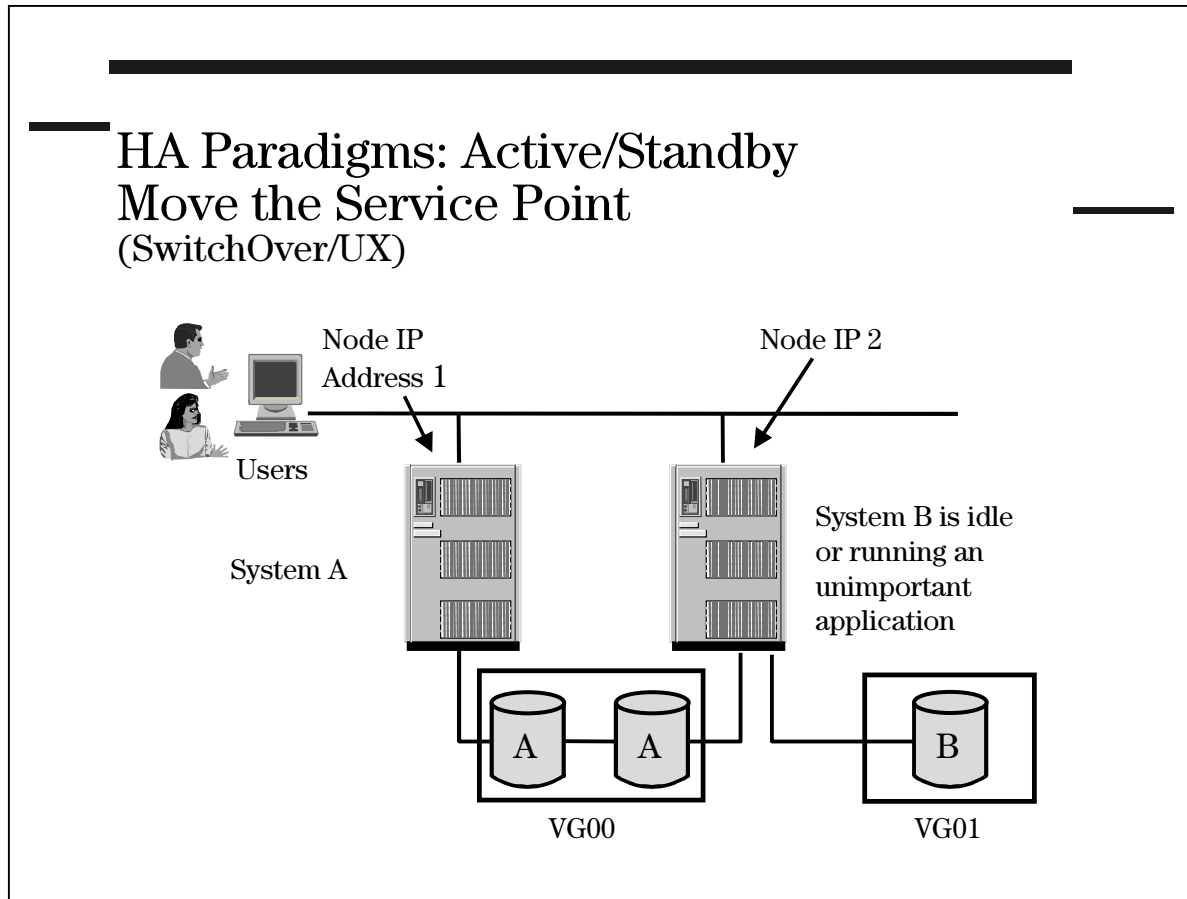 HA Paradigms: Active/Standby
Move the Service Point
(SwitchOver/UX)
Node IP
Address 1
Node IP 2
Users
System A
System B is idle
or running an
unimportant
application
A
A
B
VG00
VG01